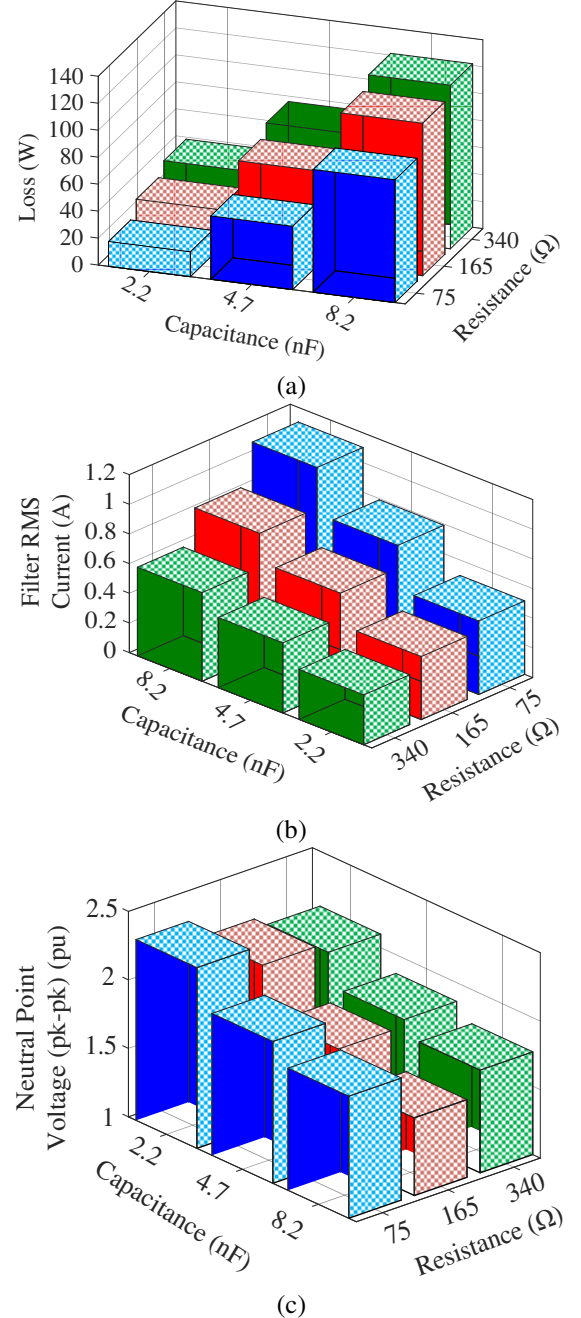 140
120
100
80
60
40
20
0
Loss (W)
2.2
4.7
8.2
Capacitance (nF)
75
165
340
Resistance (Ω)
(a)
1.2
1
0.8
0.6
0.4
0.2
0
Filter RMS
Current (A)
8.2
4.7
2.2
Capacitance (nF)
340
165
75
Resistance (Ω)
(b)
2.5
2
1.5
1
Neutral Point
Voltage (pk-pk) (pu)
2.2
4.7
8.2
Capacitance (nF)
75
165
340
Resistance (Ω)
(c)